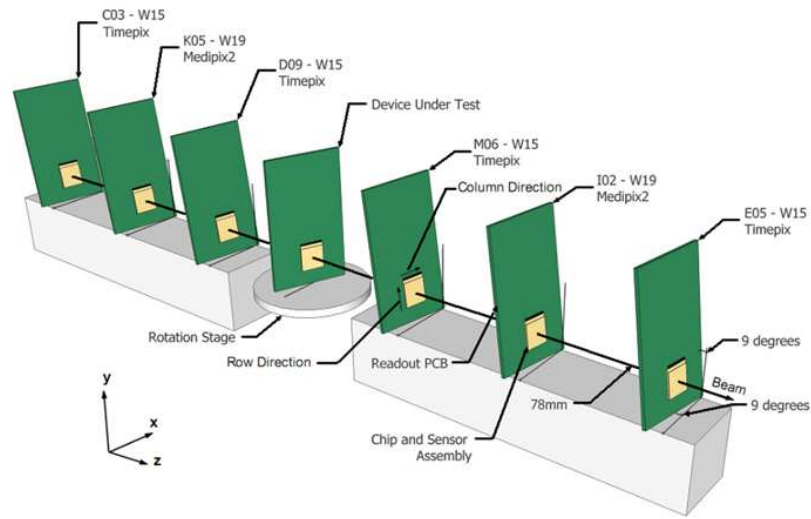 C03 - W15
Timepix
K05 - W19
Medipix2
D09 - W15
Timepix
Device Under Test
M06 - W15
Timepix
Column Direction
I02 - W19
Medipix2
E05 - W15
Timepix
Rotation Stage
Row Direction
Readout PCB
9 degrees
78mm
Beam
9 degrees
Chip and Sensor
Assembly
y
x
z